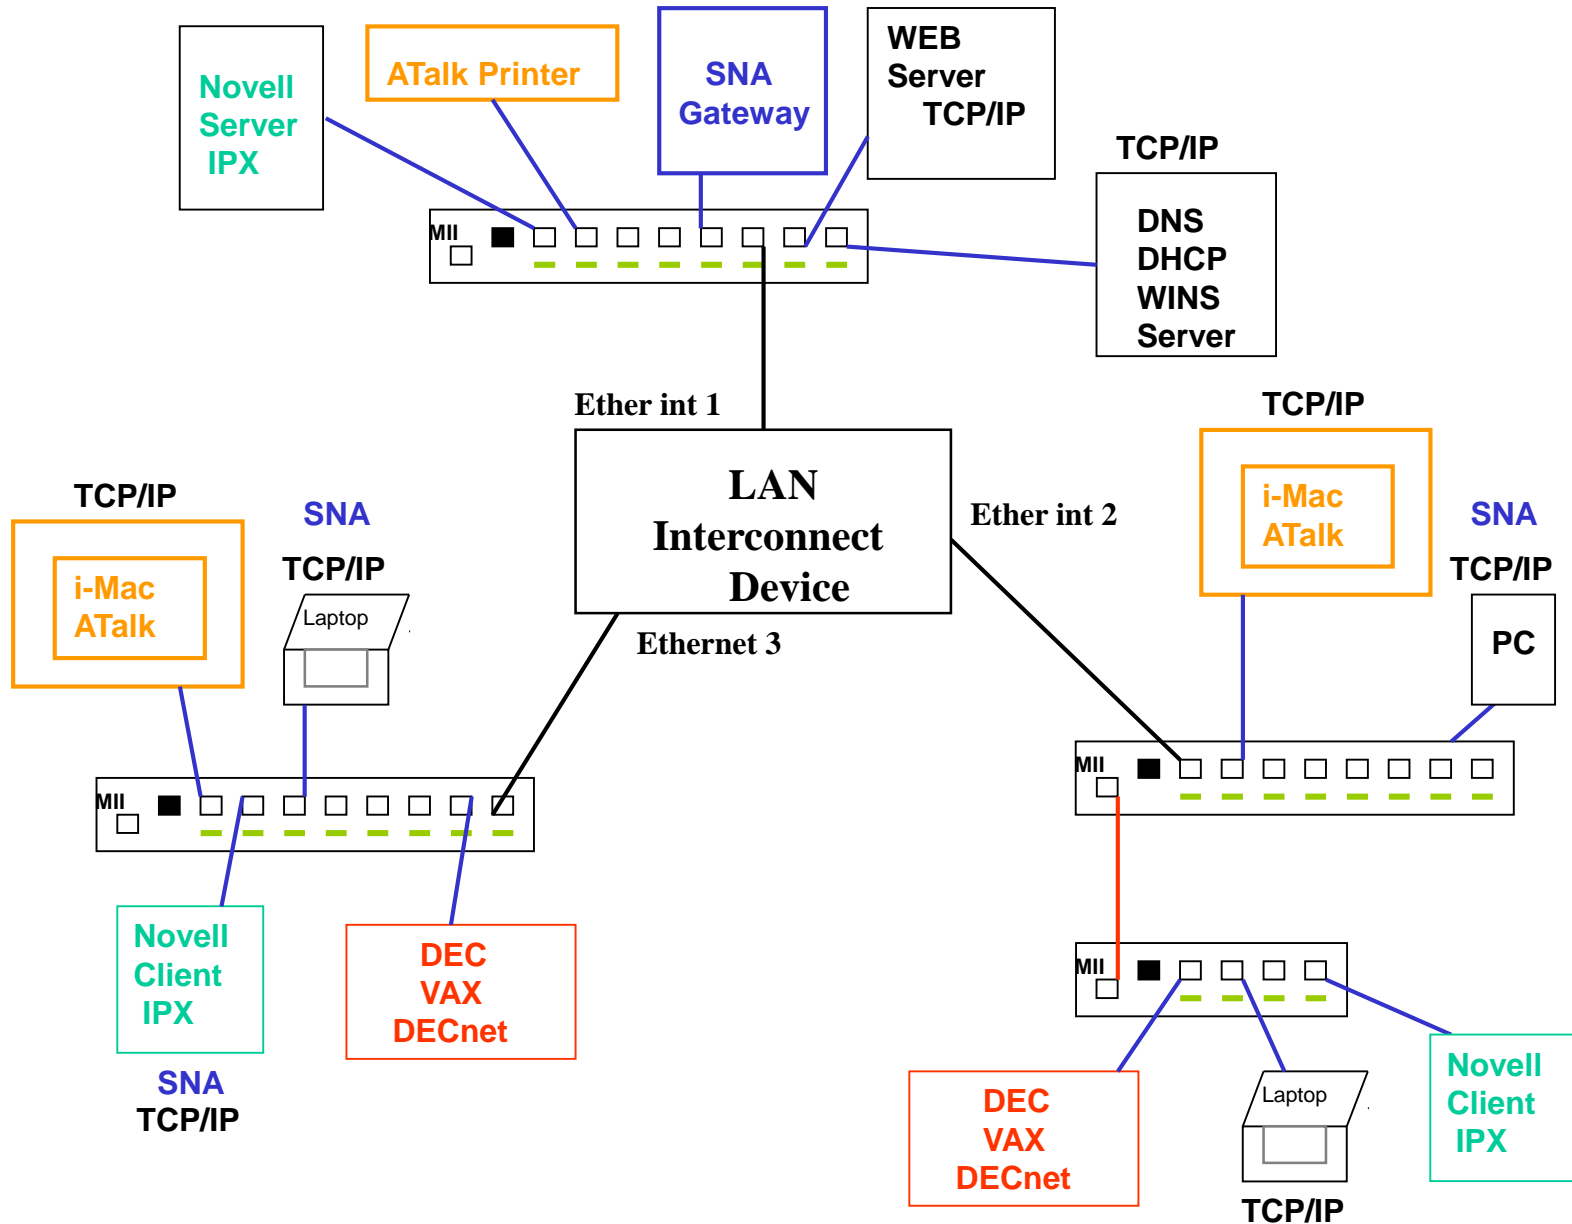 Novell
Server
IPX
ATalk Printer
SNA
Gateway
WEB
Server
TCP/IP
TCP/IP
DNS
DHCP
WINS
Server
MII
Ether int 1
LAN
Interconnect
Device
Ether int 2
Ethernet 3
TCP/IP
i-Mac
ATalk
SNA
TCP/IP
Laptop
TCP/IP
i-Mac
ATalk
SNA
TCP/IP
PC
MII
MII
Novell
Client
IPX
SNA
TCP/IP
DEC
VAX
DECnet
MII
DEC
VAX
DECnet
Laptop
TCP/IP
Novell
Client
IPX